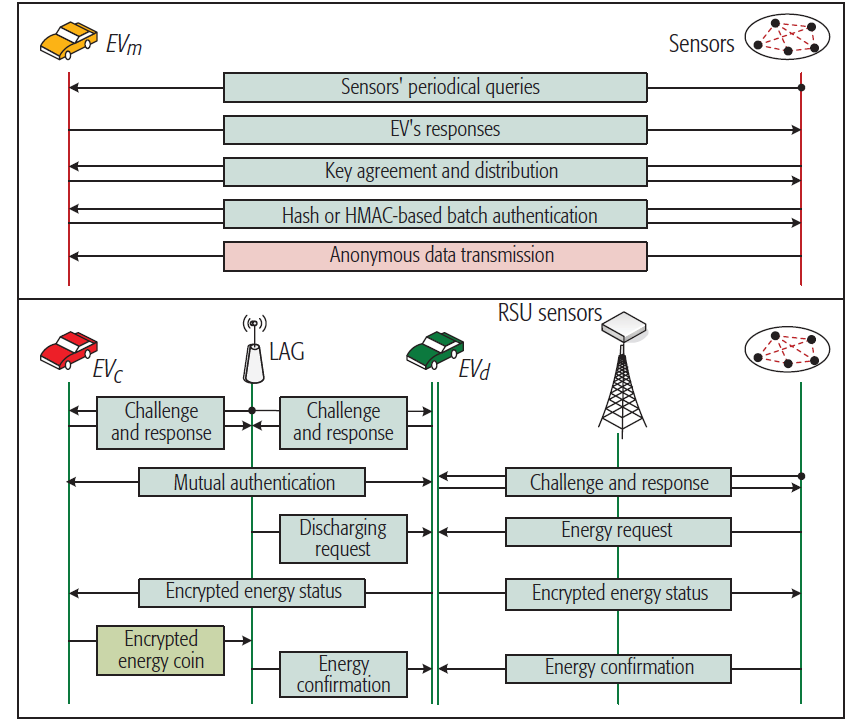 EVm
Sensors
Sensors' periodical queries
EV's responses
Key agreement and distribution
Hash or HMAC-based batch authentication
Anonymous data transmission
RSU sensors
EVc
LAG
EVd
Challenge
and response
Challenge
and response
Mutual authentication
Challenge and response
Discharging
request
Energy request
Encrypted energy status
Encrypted energy status
Encrypted
energy coin
Energy
confirmation
Energy confirmation